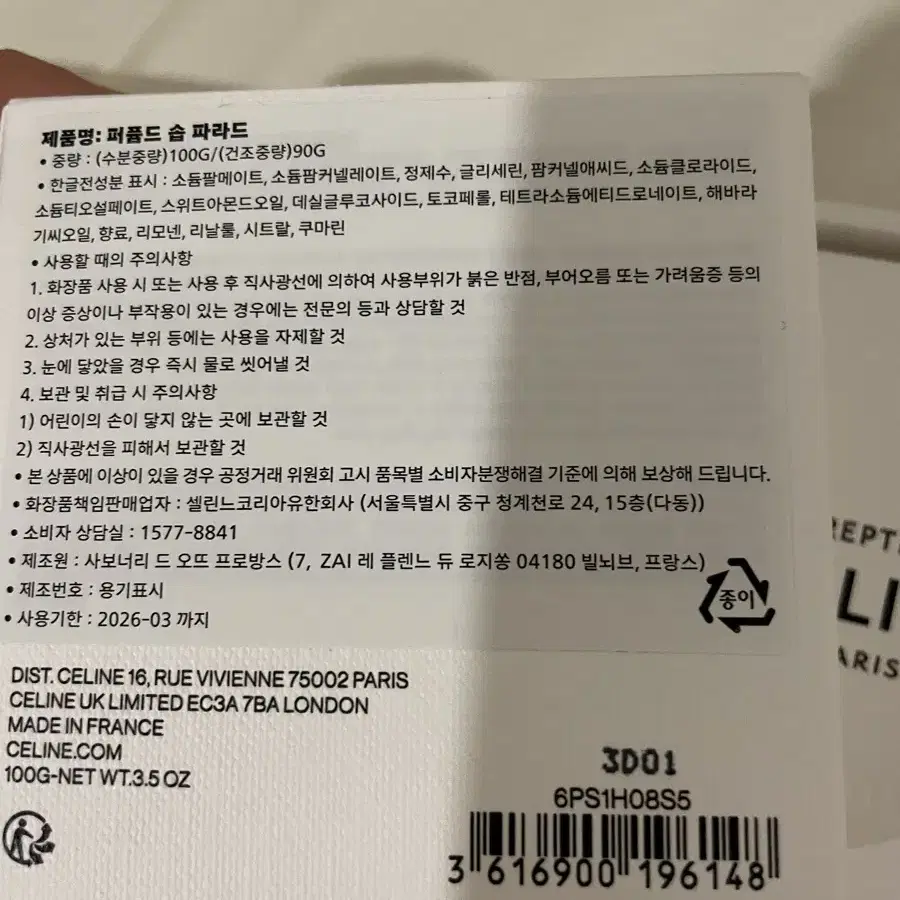 제품명: 퍼퓸드 솝 파라드
• 중량 : (수분중량)100G/(건조중량)90G
• 한글전성분 표시 : 소듐팔메이트, 소듐팜커넬레이트, 정제수, 글리세린, 팜커넬애씨드, 소듐클로라이드,
소듐티오설페이트, 스위트아몬드오일, 데실글루코사이드, 토코페롤, 테트라소듐에티드로네이트, 해바라
기씨오일, 향료, 리모넨, 리날룰, 시트랄, 쿠마린
• 사용할 때의 주의사항
1. 화장품 사용 시 또는 사용 후 직사광선에 의하여 사용부위가 붉은 반점, 부어오름 또는 가려움증 등의
이상 증상이나 부작용이 있는 경우에는 전문의 등과 상담할 것
2. 상처가 있는 부위 등에는 사용을 자제할 것
3. 눈에 닿았을 경우 즉시 물로 씻어낼 것
4. 보관 및 취급 시 주의사항
1) 어린이의 손이 닿지 않는 곳에 보관할 것
2) 직사광선을 피해서 보관할 것
• 본 상품에 이상이 있을 경우 공정거래 위원회 고시 품목별 소비자분쟁해결 기준에 의해 보상해 드립니다.
• 화장품책임판매업자 : 셀린느코리아유한회사 (서울특별시 중구 청계천로 24, 15층(다동))
• 소비자 상담실 : 1577-8841
• 제조원 : 사보너리 드 오뜨 프로방스 (7, ZAI 레 플렌느 듀 로지쏭 04180 빌뇌브, 프랑스)
• 제조번호 : 용기표시
• 사용기한 : 2026-03 까지
종이
DIST. CELINE 16, RUE VIVIENNE 75002 PARIS
CELINE UK LIMITED EC3A 7BA LONDON
MADE IN FRANCE
CELINE.COM
100G-NET WT.3.5 OZ
3D01
6PS1H08S5
3 616900 196148
REPT
LI
ARIS